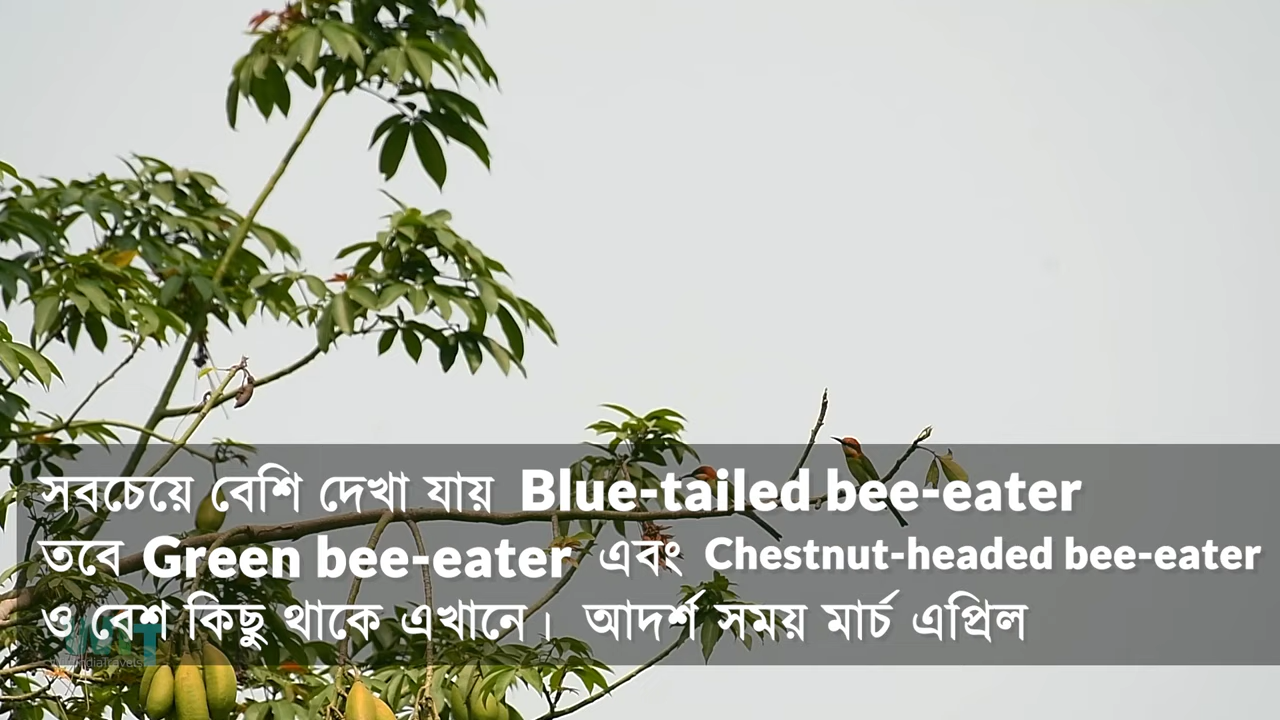 সবচেয়ে বেশি দেখা যায় Blue-tailed bee-eater
তবে Green bee-eater এবং Chestnut-headed bee-eater
ও বেশ কিছু থাকে এখানে। আদর্শ সময় মার্চ এপ্রিল